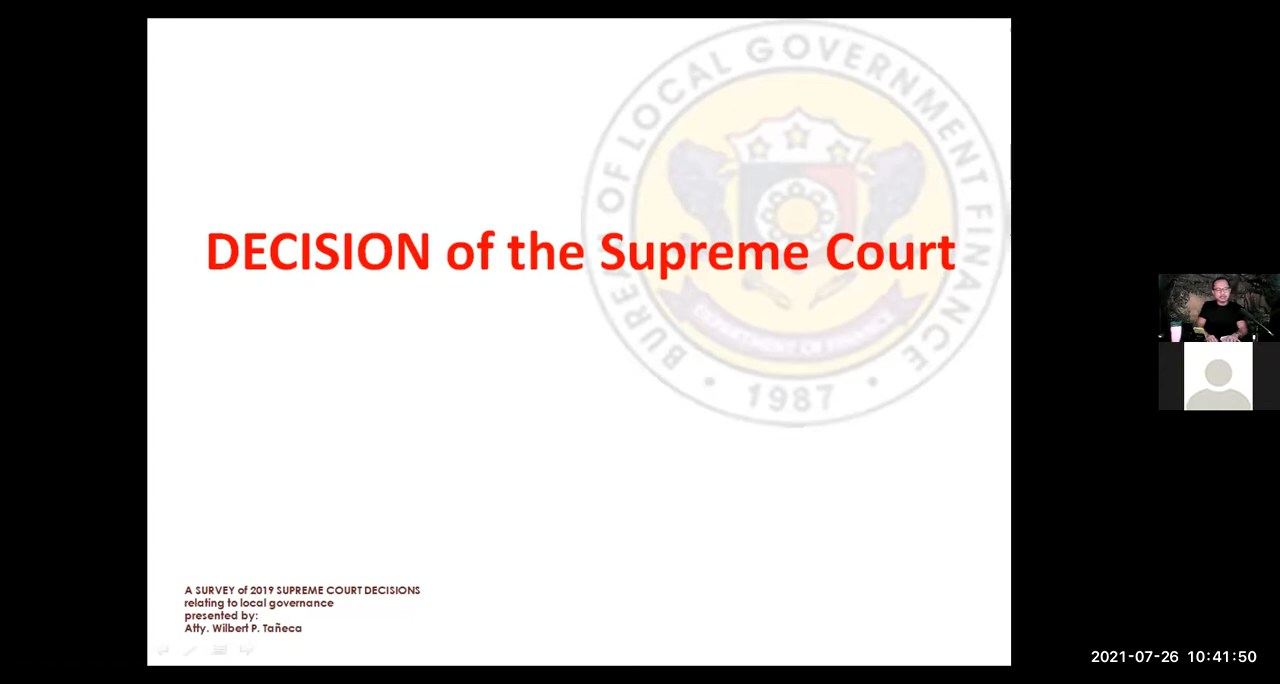 BUREAU OF LOCAL GOVERNMENT FINANCE
DECISION of the Supreme Court
DEPARTMENT OF FINANCE
• 1987 •
A SURVEY of 2019 SUPREME COURT DECISIONS
relating to local governance
presented by:
Atty. Wilbert P. Tañeca
2021-07-26 10:41:50